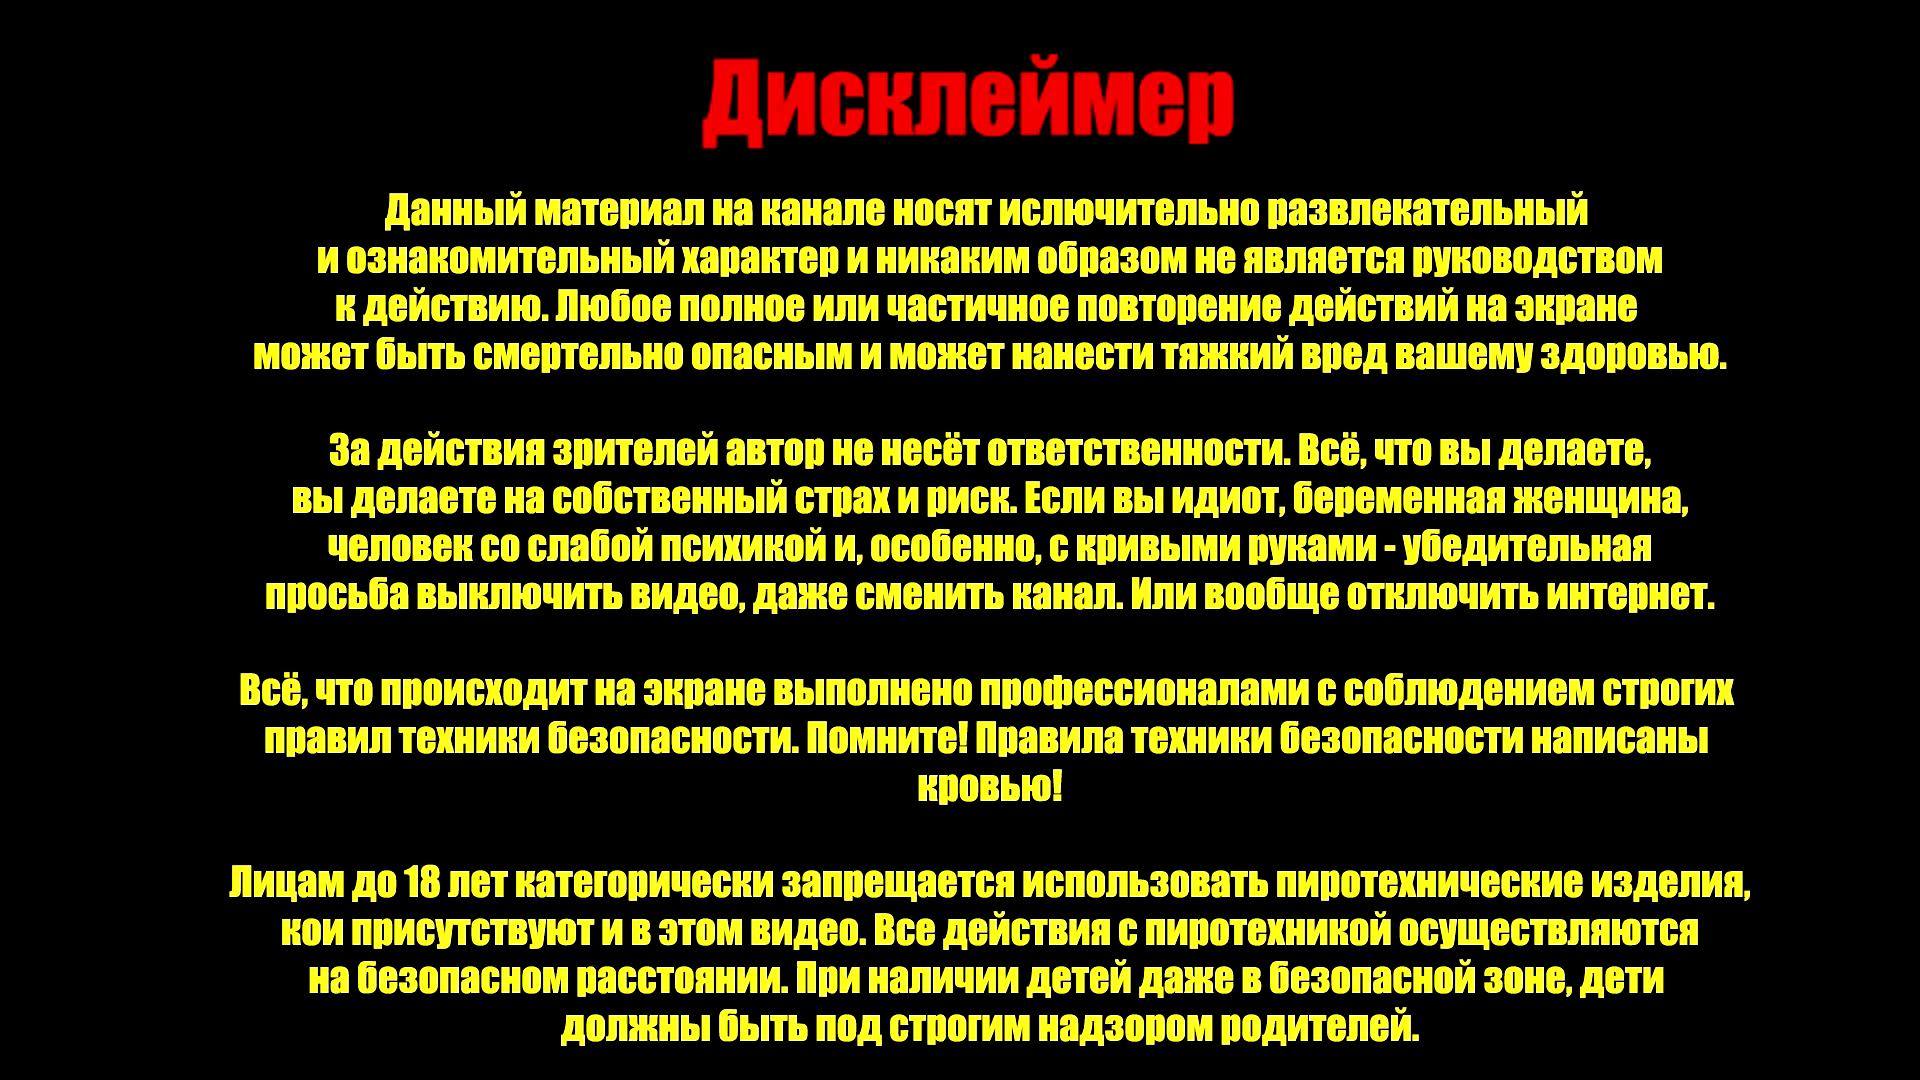 Дисклеймер
Данный материал на канале носят ислючительно развлекательный
и ознакомительный характер и никаким образом не является руководством
к действию. Любое полное или частичное повторение действий на экране
может быть смертельно опасным и может нанести тяжкий вред вашему здоровью.
За действия зрителей автор не несёт ответственности. Всё, что вы делаете,
вы делаете на собственный страх и риск. Если вы идиот, беременная женщина,
человек со слабой психикой и, особенно, с кривыми руками - убедительная
просьба выключить видео, даже сменить канал. Или вообще отключить интернет.
Всё, что происходит на экране выполнено профессионалами с соблюдением строгих
правил техники безопасности. Помните! Правила техники безопасности написаны
кровью!
Лицам до 18 лет категорически запрещается использовать пиротехнические изделия,
кои присутствуют и в этом видео. Все действия с пиротехникой осуществляются
на безопасном расстоянии. При наличии детей даже в безопасной зоне, дети
должны быть под строгим надзором родителей.